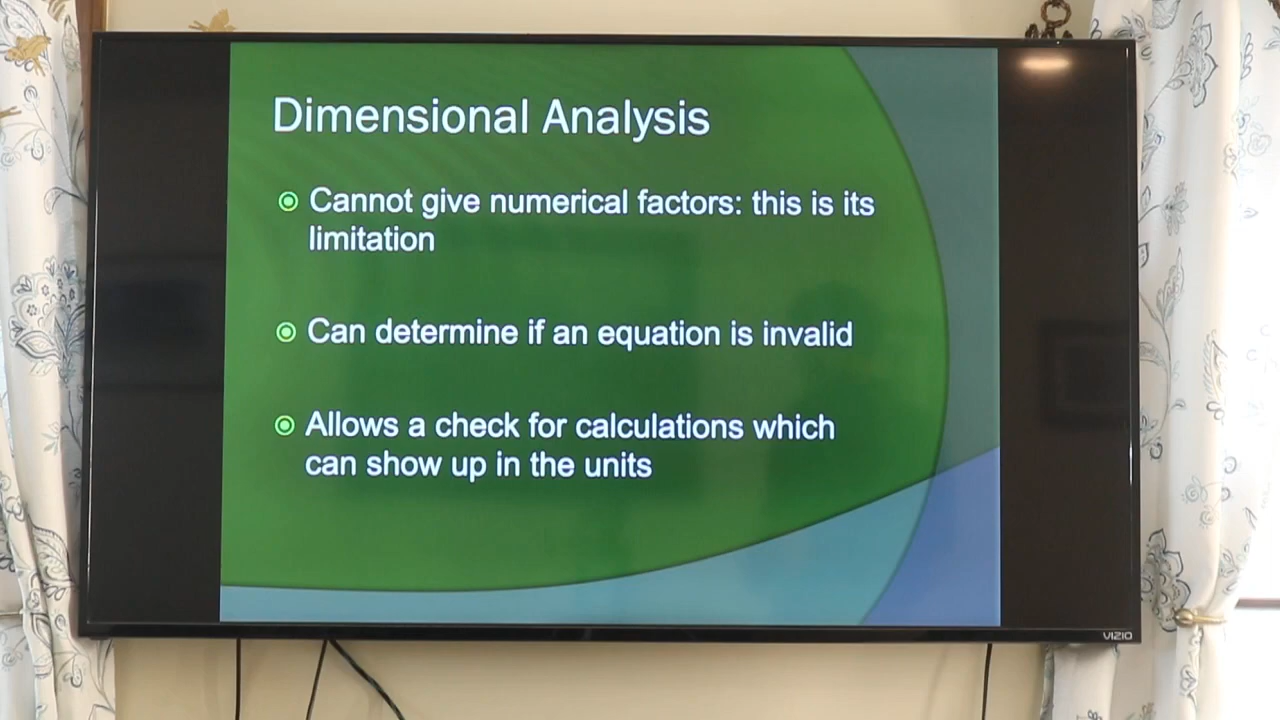 Dimensional Analysis
Cannot give numerical factors: this is its
limitation
Can determine if an equation is invalid
Allows a check for calculations which
can show up in the units
VIZIO